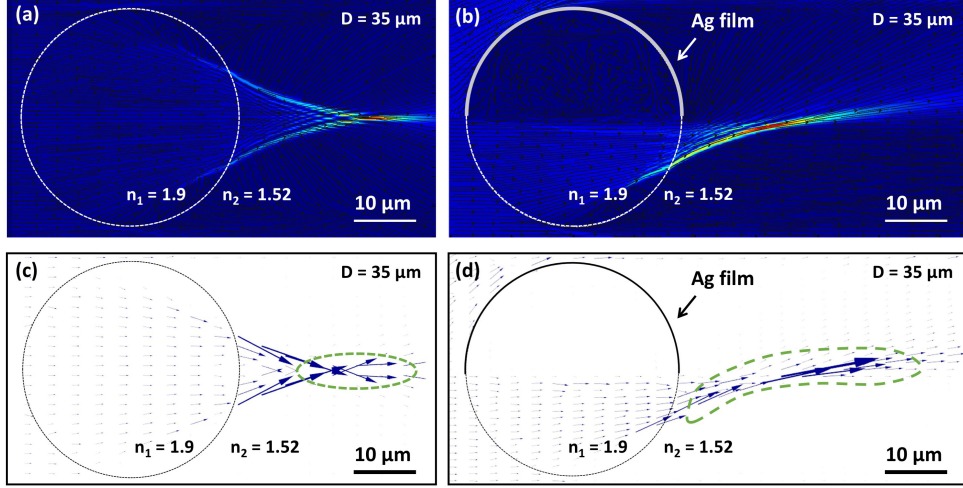 (a)
D = 35 µm
n₁ = 1.9
n₂ = 1.52
10 µm
(b)
Ag film
D = 35 µm
n₁ = 1.9
n₂ = 1.52
10 µm
(c)
D = 35 µm
n₁ = 1.9
n₂ = 1.52
10 µm
(d)
Ag film
D = 35 µm
n₁ = 1.9
n₂ = 1.52
10 µm